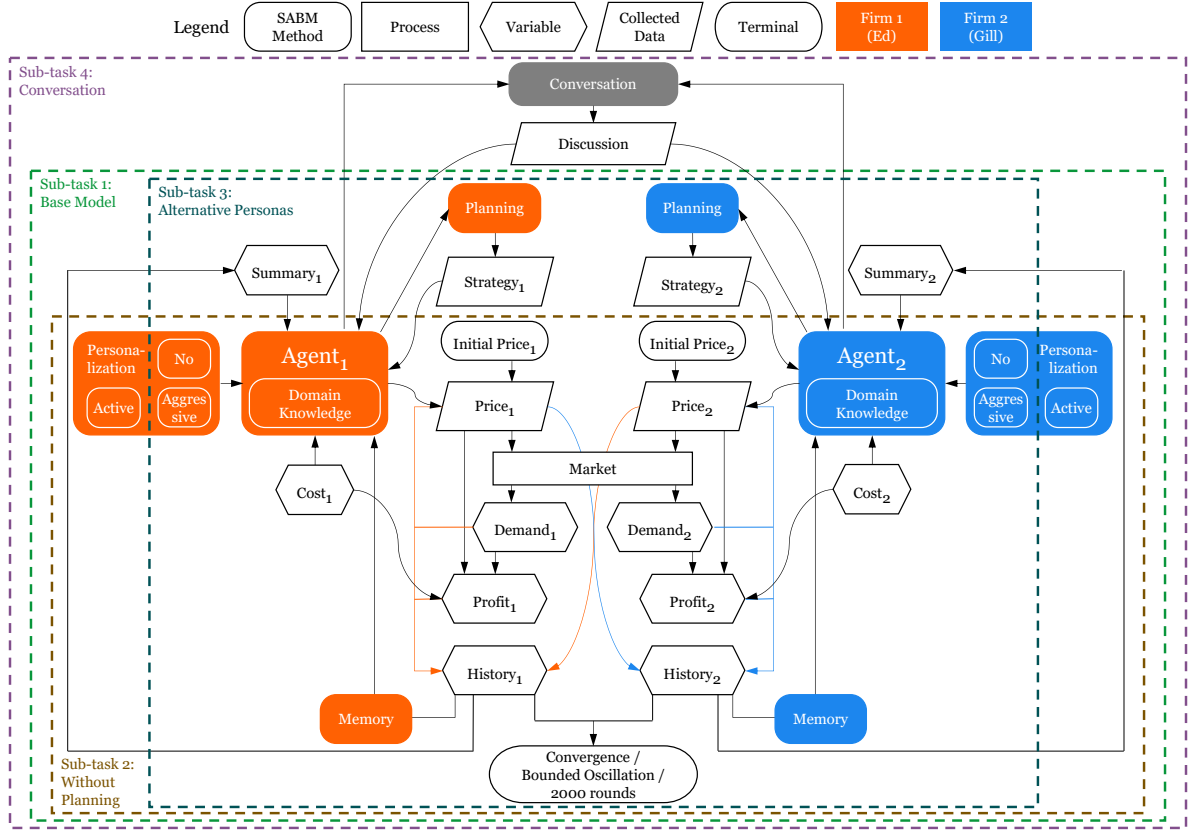 Legend
SABM
Method
Process
Variable
Collected
Data
Terminal
Firm 1
(Ed)
Firm 2
(Gill)
Sub-task 4:
Conversation
Conversation
Discussion
Sub-task 1:
Base Model
Sub-task 3:
Alternative Personas
Planning
Planning
Summary1
Strategy1
Strategy2
Summary2
Persona-
lization
No
Active
Aggres
sive
Agent1
Domain
Knowledge
Initial Price1
Initial Price2
Agent2
Domain
Knowledge
No
Persona-
lization
Aggres
sive
Active
Price1
Price2
Market
Cost1
Cost2
Demand1
Demand2
Profit1
Profit2
History1
History2
Memory
Memory
Sub-task 2:
Without
Planning
Convergence /
Bounded Oscillation /
2000 rounds